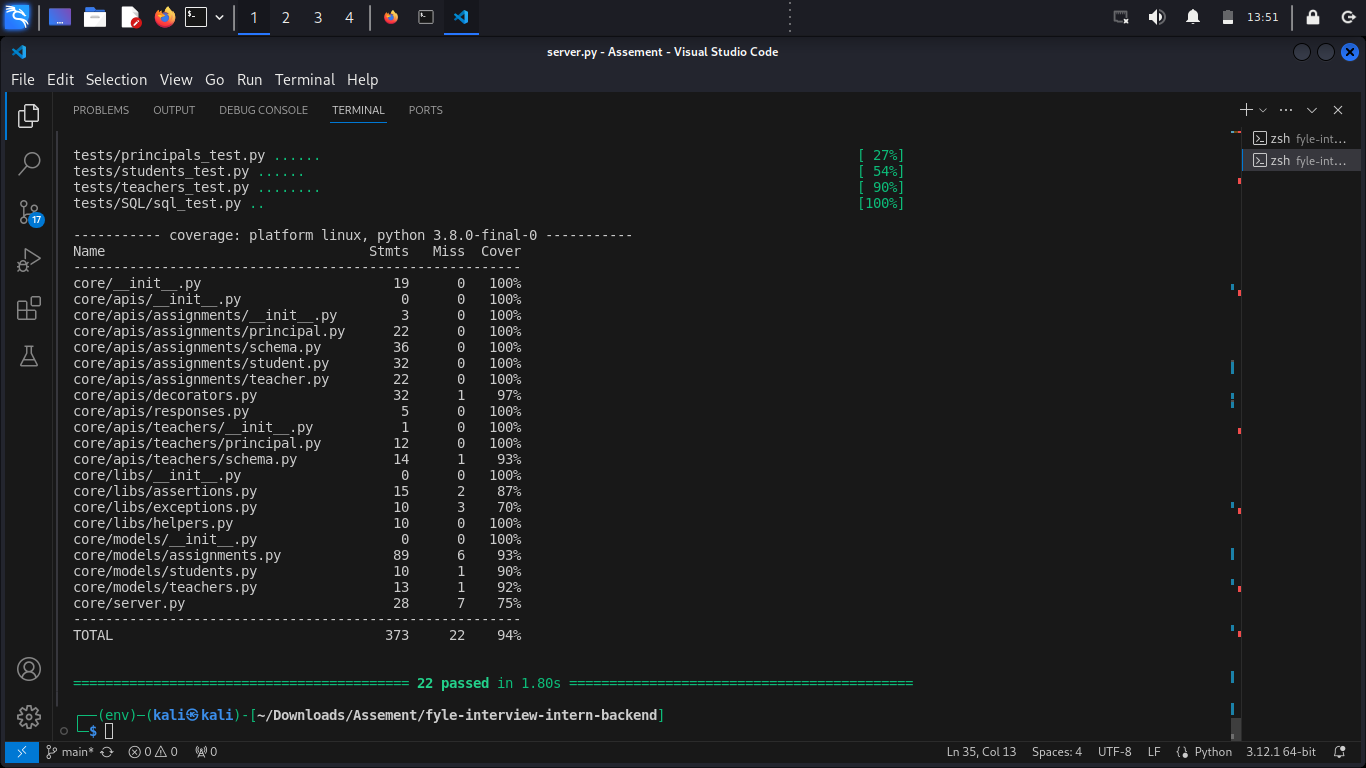 1 2 3 4 13:51
server.py - Assement - Visual Studio Code
File Edit Selection View Go Run Terminal Help
PROBLEMS OUTPUT DEBUG CONSOLE TERMINAL PORTS
zsh fyle-int...
zsh fyle-int...
17
tests/principals_test.py ...... [ 27%]
tests/students_test.py ...... [ 54%]
tests/teachers_test.py ........ [ 90%]
tests/SQL/sql_test.py .. [100%]
----------- coverage: platform linux, python 3.8.0-final-0 -----------
Name Stmts Miss Cover
--------------------------------------------------------
core/__init__.py 19 0 100%
core/apis/__init__.py 0 0 100%
core/apis/assignments/__init__.py 3 0 100%
core/apis/assignments/principal.py 22 0 100%
core/apis/assignments/schema.py 36 0 100%
core/apis/assignments/student.py 32 0 100%
core/apis/assignments/teacher.py 22 0 100%
core/apis/decorators.py 32 1 97%
core/apis/responses.py 5 0 100%
core/apis/teachers/__init__.py 1 0 100%
core/apis/teachers/principal.py 12 0 100%
core/apis/teachers/schema.py 14 1 93%
core/libs/__init__.py 0 0 100%
core/libs/assertions.py 15 2 87%
core/libs/exceptions.py 10 3 70%
core/libs/helpers.py 10 0 100%
core/models/__init__.py 0 0 100%
core/models/assignments.py 89 6 93%
core/models/students.py 10 1 90%
core/models/teachers.py 13 1 92%
core/server.py 28 7 75%
--------------------------------------------------------
TOTAL 373 22 94%
========================================== 22 passed in 1.80s ===========================================
┌──(env)─(kali㉿kali)-[~/Downloads/Assement/fyle-interview-intern-backend]
└─$
main* 0 0 0 Ln 35, Col 13 Spaces: 4 UTF-8 LF Python 3.12.1 64-bit